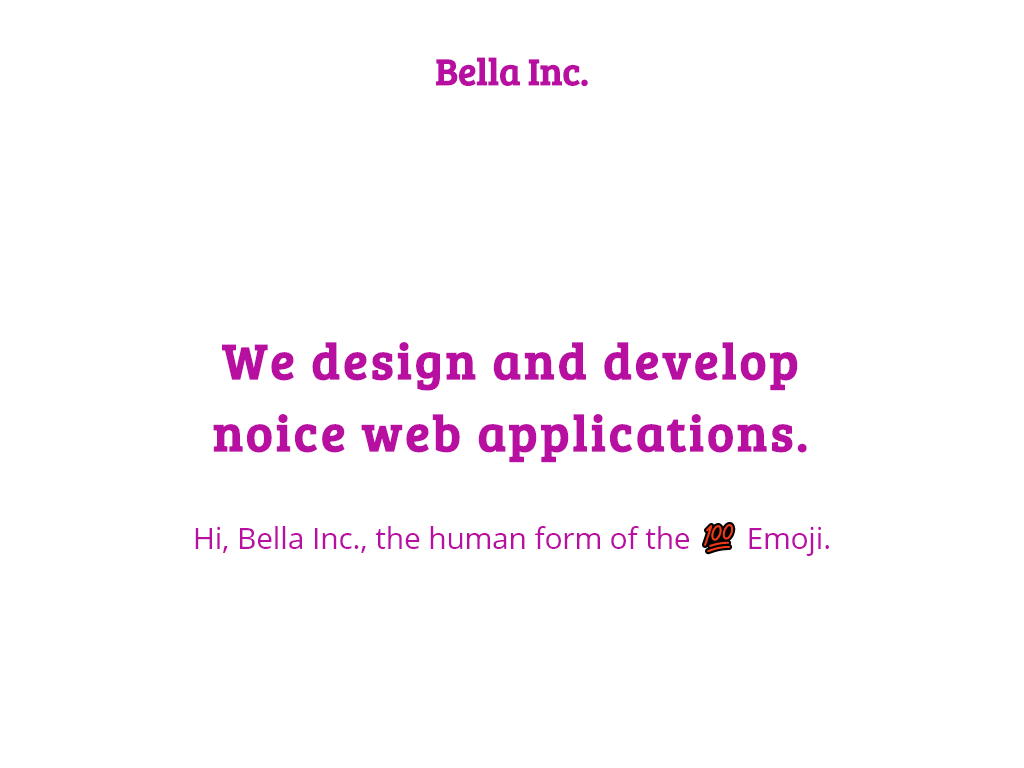 Bella Inc.
We design and develop
noice web applications.
Hi, Bella Inc., the human form of the 💯 Emoji.